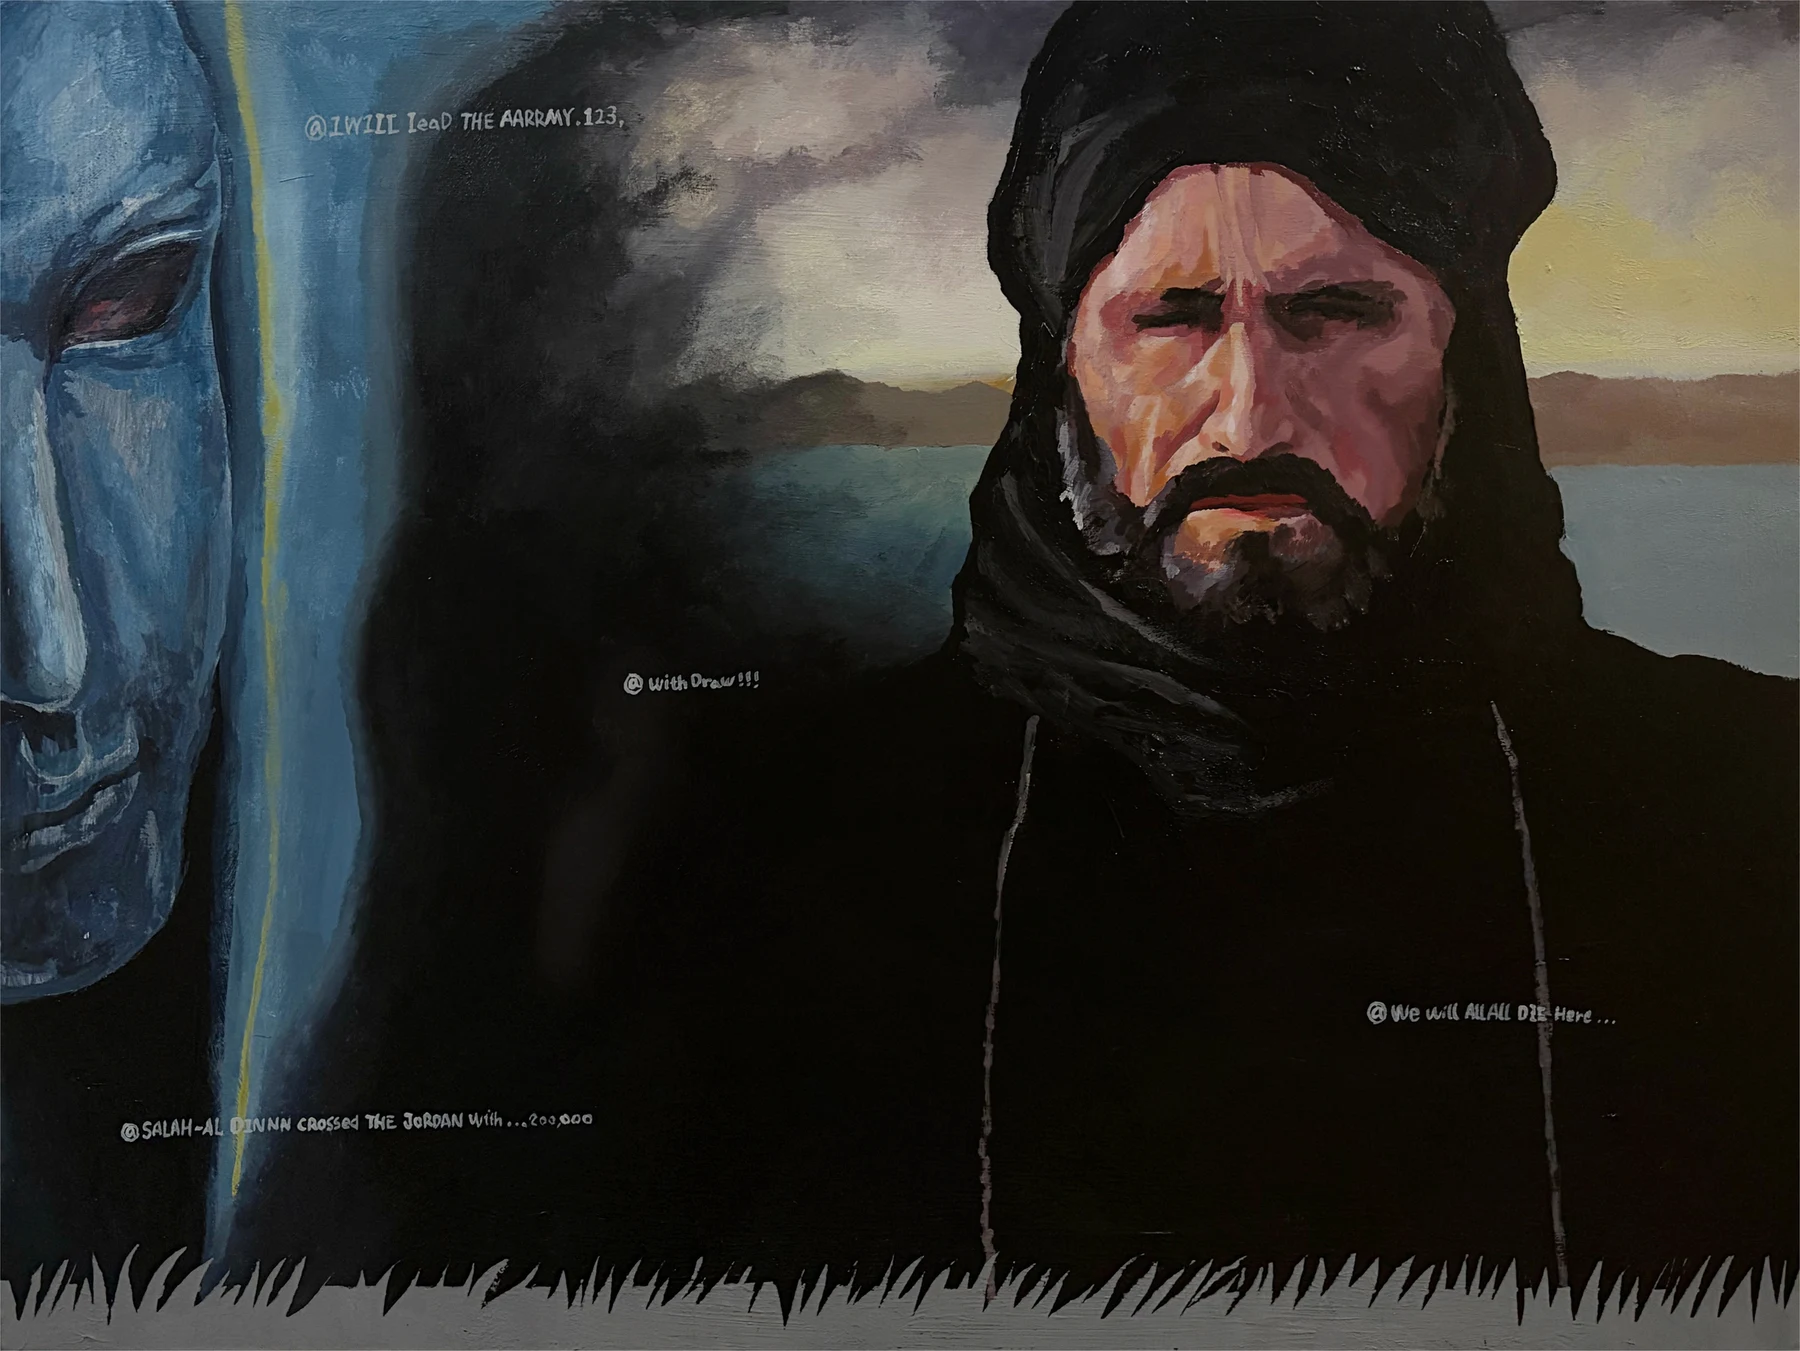 @IWILL leaD THE AARRMY.123,
@ With Draw!!!
@ We will ALLALL DIE Here...
@SALAH-AL DINNN CROSSed THE JORDAN With...200,000